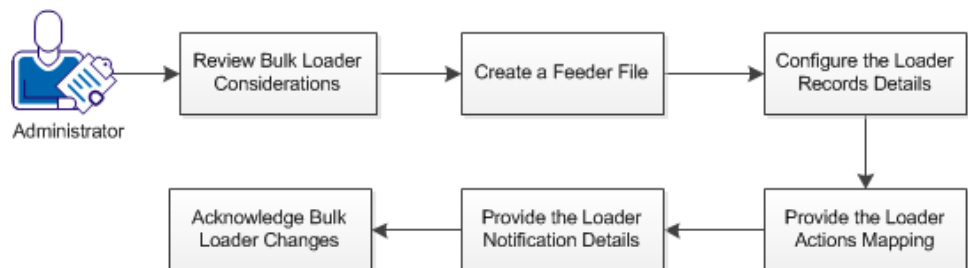 Administrator
Review Bulk Loader
Considerations
Create a Feeder File
Configure the Loader
Records Details
Provide the Loader
Actions Mapping
Provide the Loader
Notification Details
Acknowledge Bulk
Loader Changes